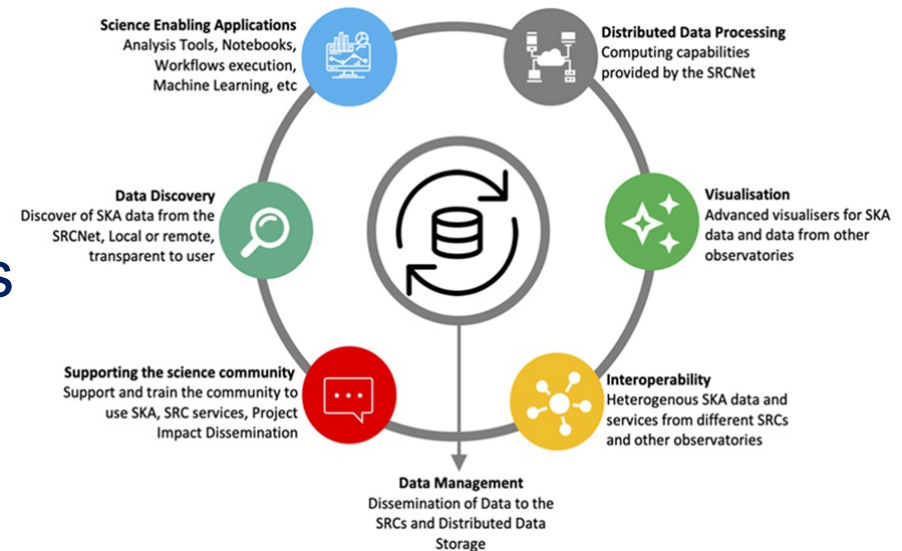 Science Enabling Applications
Analysis Tools, Notebooks,
Workflows execution,
Machine Learning, etc
Distributed Data Processing
Computing capabilities
provided by the SRCNet
Data Discovery
Discover of SKA data from the
SRCNet, Local or remote,
transparent to user
s
Visualisation
Advanced visualisers for SKA
data and data from other
observatories
Supporting the science community
Support and train the community to
use SKA, SRC services, Project
Impact Dissemination
Interoperability
Heterogenous SKA data and
services from different SRCs
and other observatories
Data Management
Dissemination of Data to the
SRCs and Distributed Data
Storage